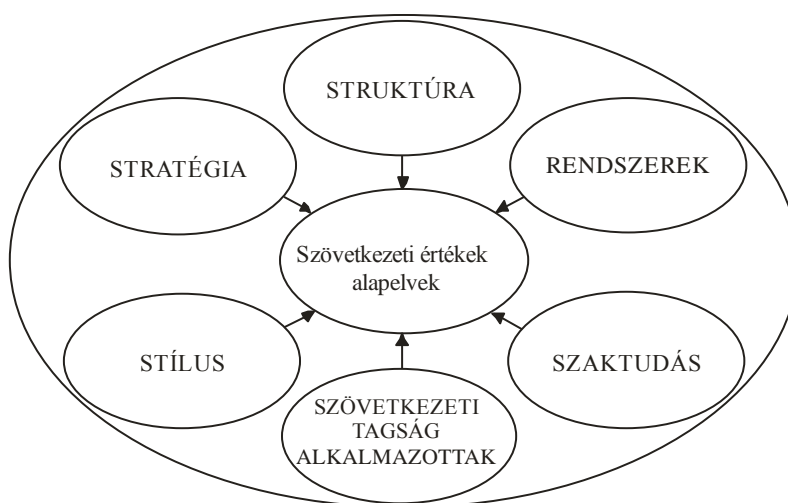 STRUKTÚRA
STRATÉGIA
RENDSZEREK
Szövetkezeti értékek
alapelvek
STÍLUS
SZAKTUDÁS
SZÖVETKEZETI
TAGSÁG
ALKALMAZOTTAK